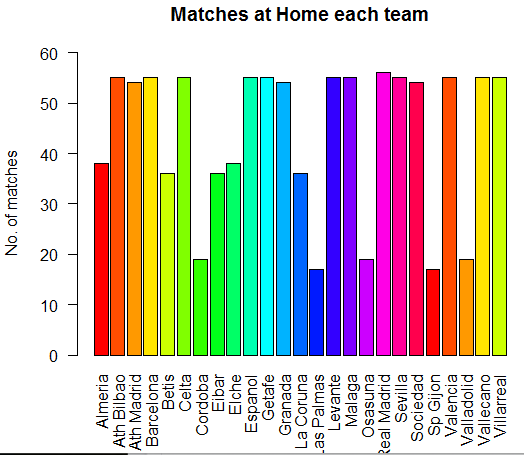 Matches at Home each team
No. of matches
60
50
40
30
20
10
0
Almeria
Ath Bilbao
Ath Madrid
Barcelona
Betis
Celta
Cordoba
Eibar
Elche
Espanol
Getafe
Granada
La Coruna
Las Palmas
Levante
Malaga
Osasuna
Real Madrid
Sevilla
Sociedad
Sp Gijon
Valencia
Valladolid
Vallecano
Villarreal